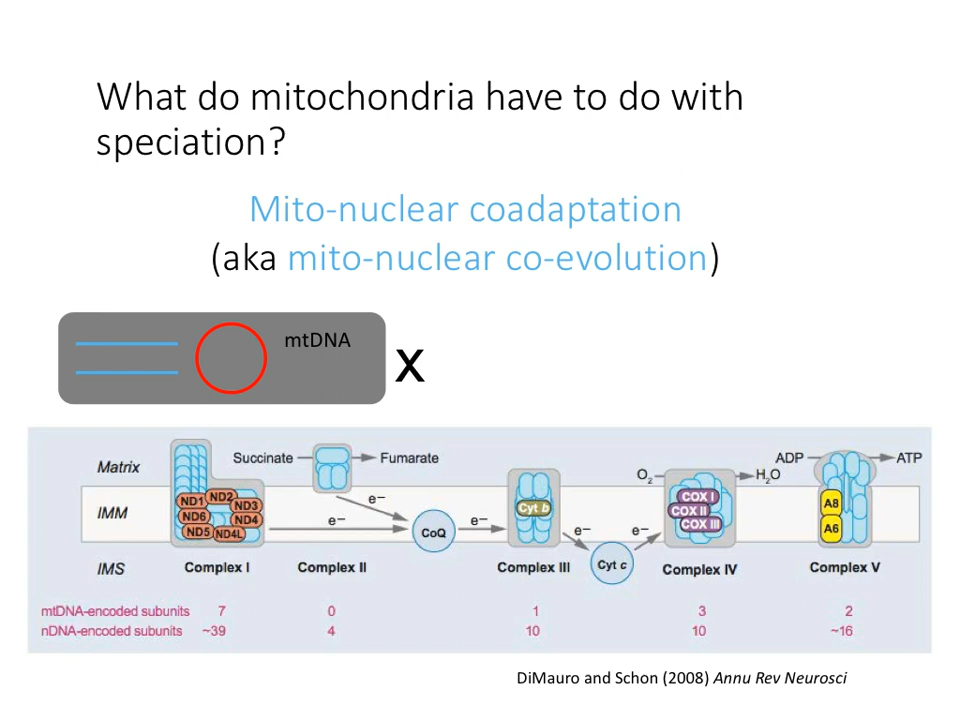 What do mitochondria have to do with
speciation?
Mito-nuclear coadaptation
(aka mito-nuclear co-evolution)
mtDNA
x
Matrix
Succinate
Fumarate
ADP
ATP
O2
H2O
e–
IMM
ND1
ND2
ND3
ND6
ND4
ND5
ND4L
e–
CoQ
e–
Cyt b
e–
Cyt c
e–
COX I
COX II
COX III
A8
A6
IMS
Complex I
Complex II
Complex III
Complex IV
Complex V
mtDNA-encoded subunits 7 0 1 3 2
nDNA-encoded subunits ~39 4 10 10 ~16
DiMauro and Schon (2008) Annu Rev Neurosci